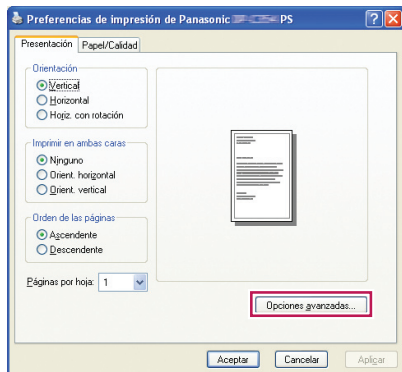 Preferencias de impresión de Panasonic PS
Presentación Papel/Calidad
Orientación
Vertical
Horizontal
Horiz. con rotación
Imprimir en ambas caras
Ninguno
Orient. horizontal
Orient. vertical
Orden de las páginas
Ascendente
Descendente
Páginas por hoja: 1
Opciones avanzadas...
Aceptar Cancelar Aplicar